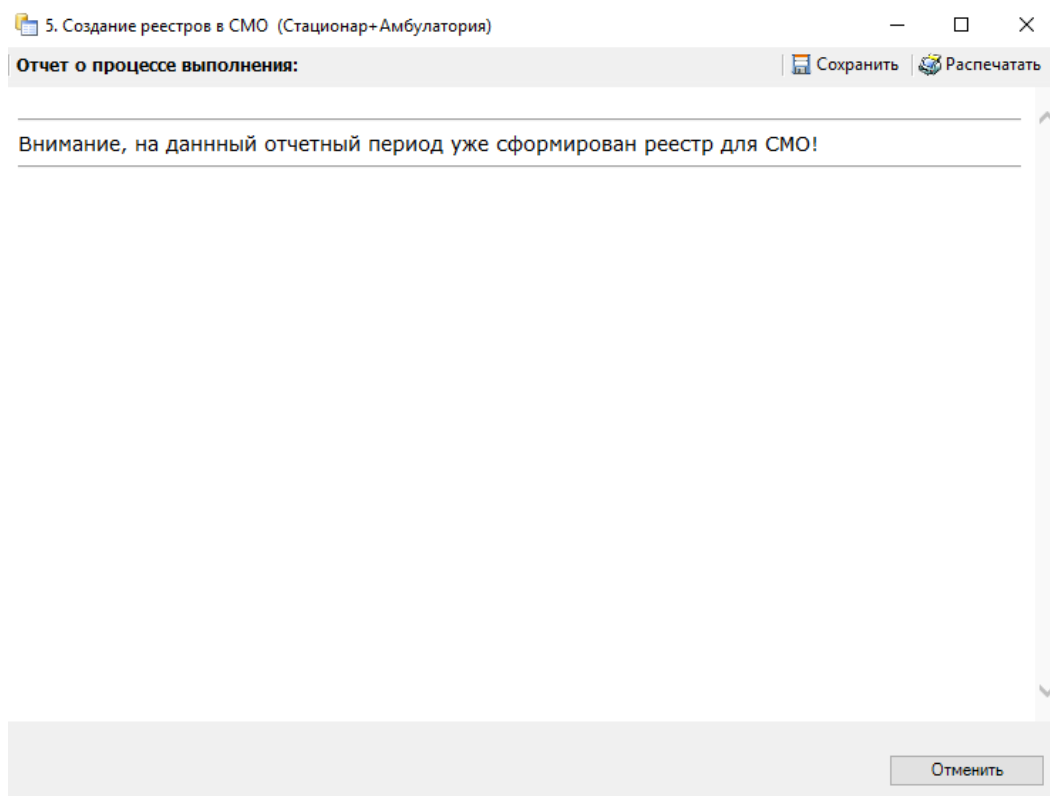 5. Создание реестров в СМО (Стационар+Амбулатория)
Отчет о процессе выполнения:
Сохранить
Распечатать
Внимание, на даннный отчетный период уже сформирован реестр для СМО!
Отменить